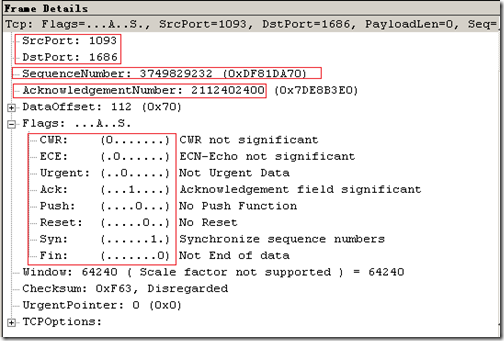 Frame Details
Tcp: Flags=...A..S., SrcPort=1093, DstPort=1686, PayloadLen=0, Seq=
SrcPort: 1093
DstPort: 1686
SequenceNumber: 3749829232 (0xDF81DA70)
AcknowledgementNumber: 2112402400 (0x7DE8B3E0)
DataOffset: 112 (0x70)
Flags: ...A..S.
CWR: (0.......) CWR not significant
ECE: (.0......) ECN-Echo not significant
Urgent: (..0.....) Not Urgent Data
Ack: (...1....) Acknowledgement field significant
Push: (....0...) No Push Function
Reset: (.....0..) No Reset
Syn: (......1.) Synchronize sequence numbers
Fin: (.......0) Not End of data
Window: 64240 ( Scale factor not supported ) = 64240
Checksum: 0xF63, Disregarded
UrgentPointer: 0 (0x0)
TCPOptions: